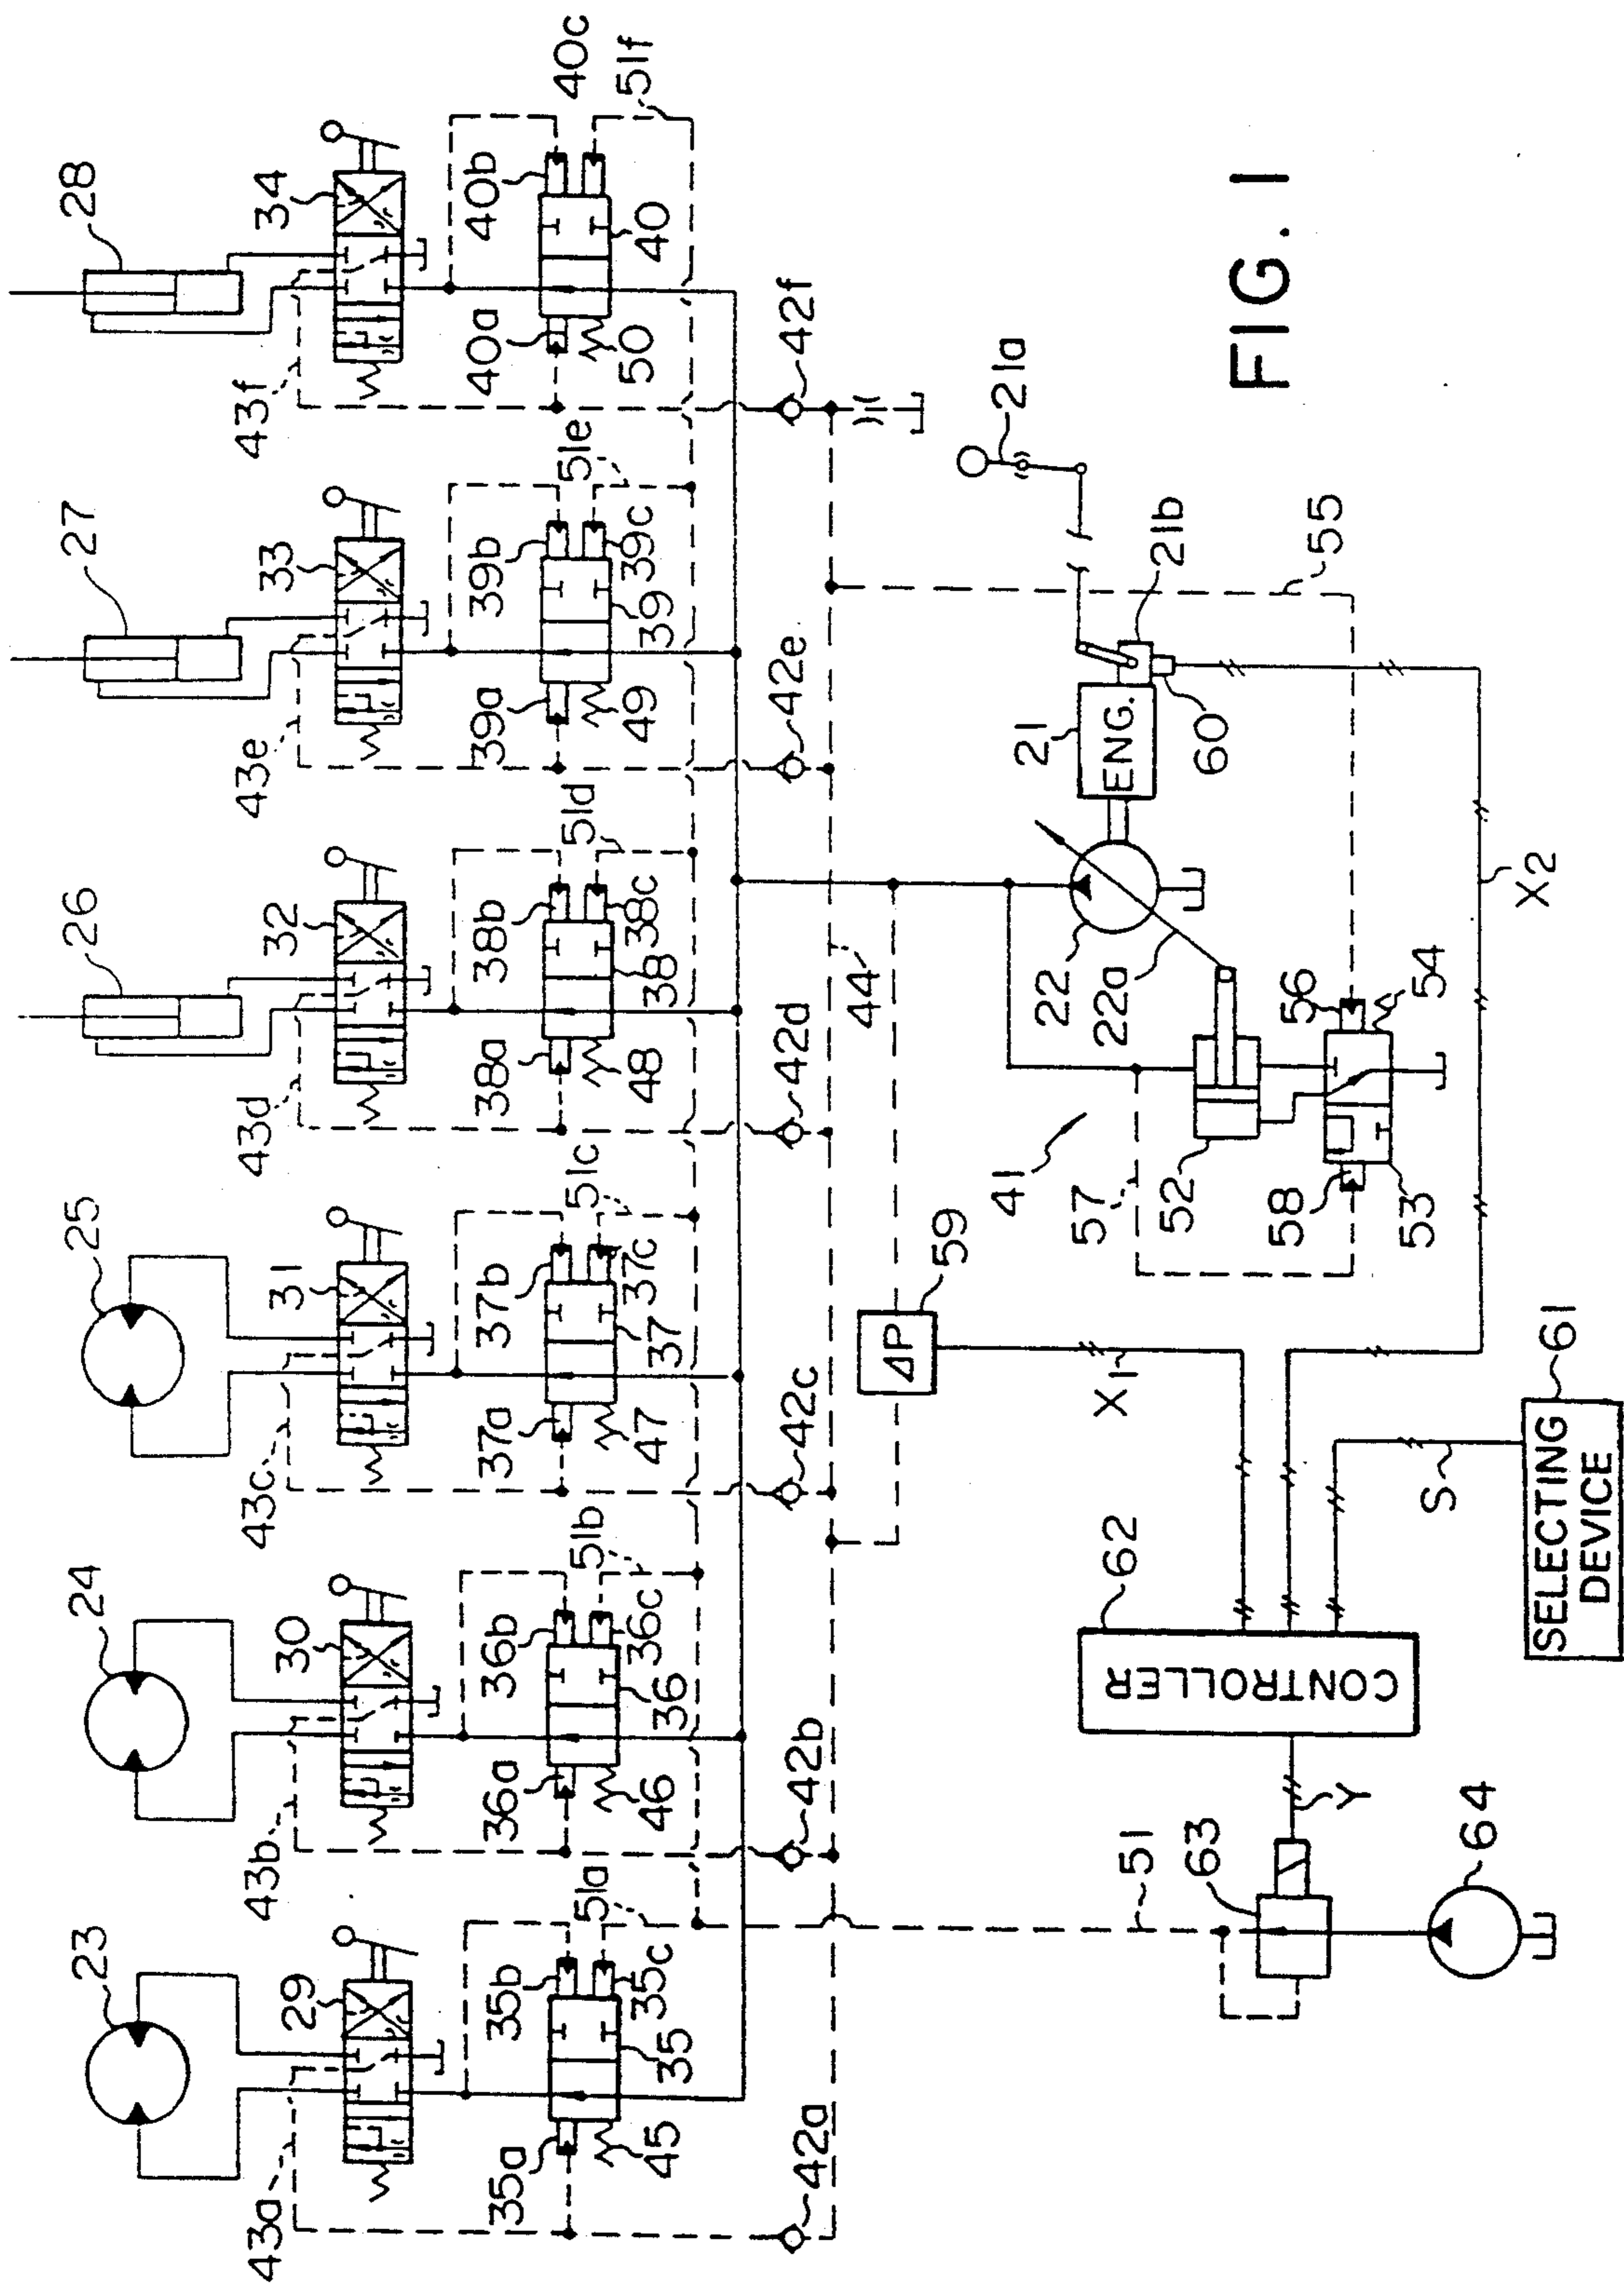 23
24
25
26
27
28
43a
29
43b
30
43c
31
43d
32
43e
33
43f
34
35a
35b
51a
36a
36b
51b
37a
37b
51c
38a
38b
51d
39a
39b
51e
40a
40b
40c
51f
45
35
35c
46
36
36c
47
37
37c
48
38
38c
49
39
39c
50
40
42a
42b
42c
42d
42e
42f
44
59
ΔP
21a
41
22
22a
21
ENG.
21b
60
55
57
52
58
53
56
54
X1
X2
51
63
64
Y
62
CONTROLLER
S
61
SELECTING
DEVICE
FIG. 1